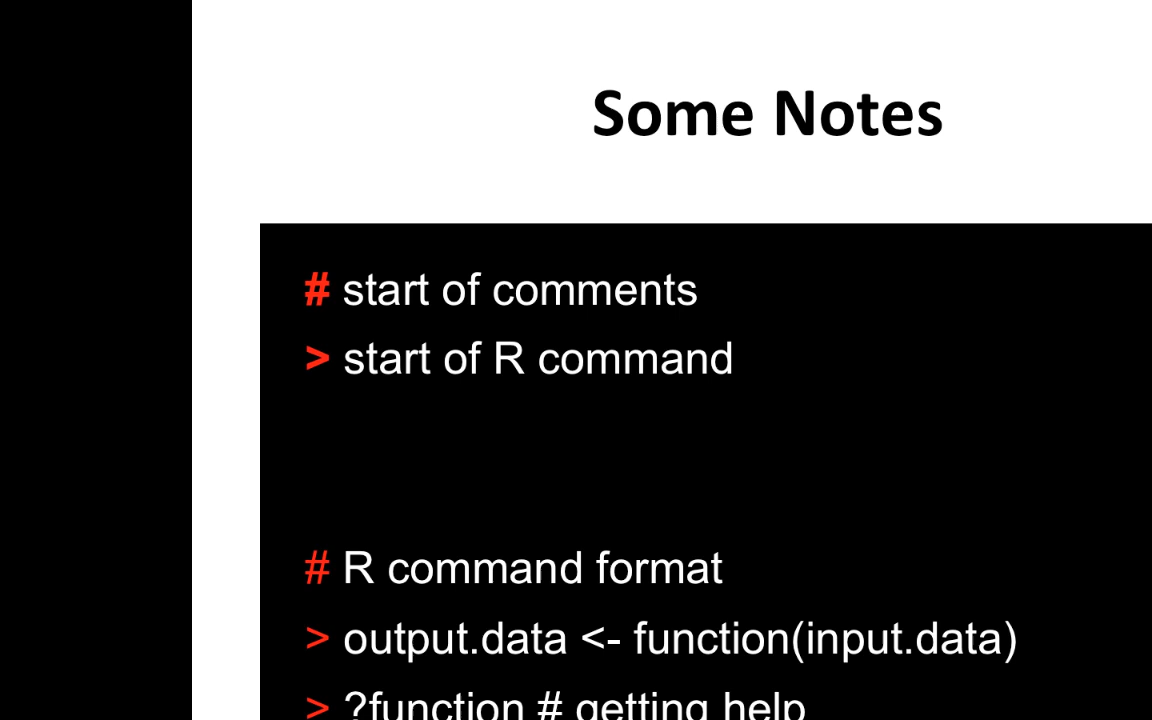 Some Notes
# start of comments
> start of R command
# R command format
> output.data <- function(input.data)
> ?function # getting help